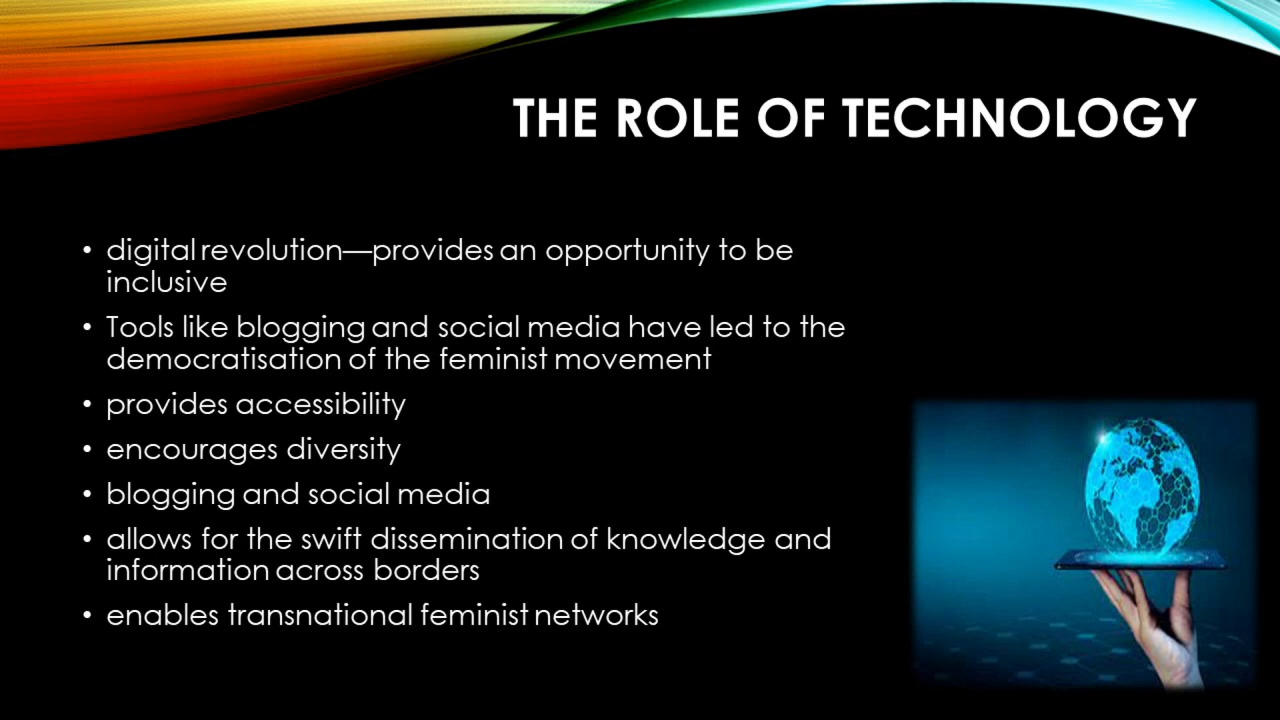 THE ROLE OF TECHNOLOGY
• digital revolution—provides an opportunity to be
inclusive
• Tools like blogging and social media have led to the
democratisation of the feminist movement
• provides accessibility
• encourages diversity
• blogging and social media
• allows for the swift dissemination of knowledge and
information across borders
• enables transnational feminist networks